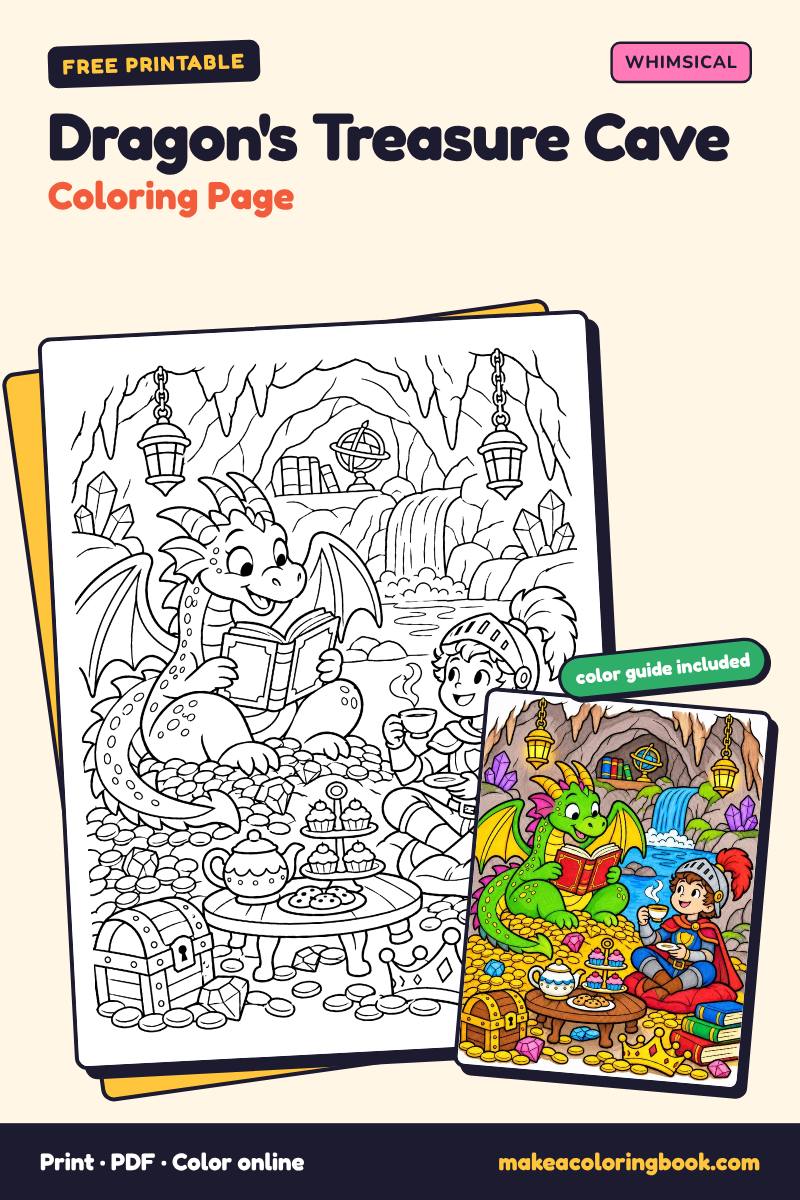 FREE PRINTABLE
WHIMSICAL
Dragon's Treasure Cave
Coloring Page
color guide included
Print · PDF · Color online
makeacoloringbook.com